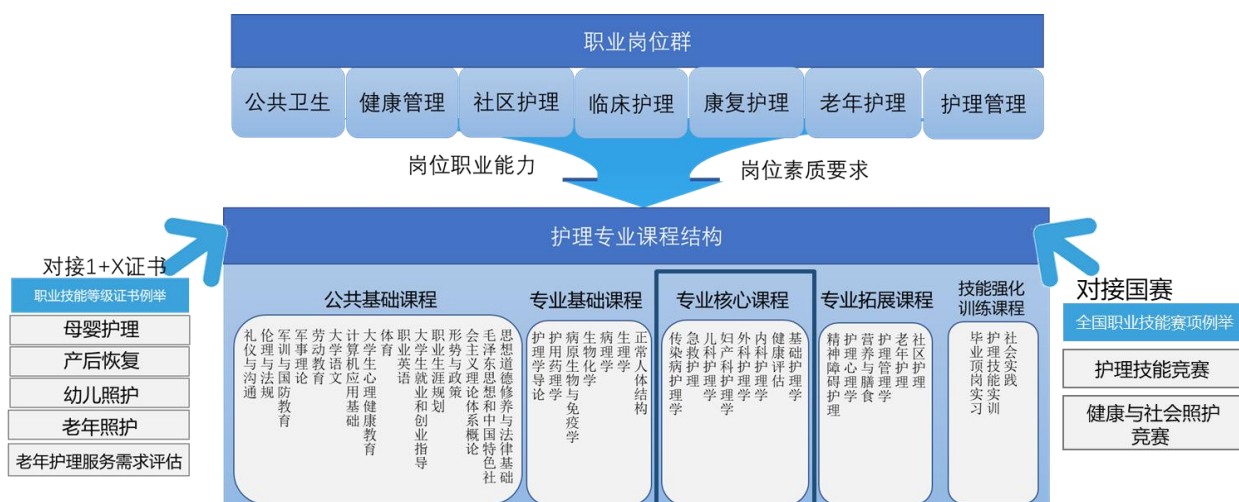 职业岗位群
公共卫生
健康管理
社区护理
临床护理
康复护理
老年护理
护理管理
岗位职业能力
岗位素质要求
护理专业课程结构
对接1+X证书
职业技能等级证书例举
母婴护理
产后恢复
幼儿照护
老年照护
老年护理服务需求评估
公共基础课程
思想道德修养与法律基础
毛泽东思想和中国特色社
会主义理论体系概论
形势与政策
职业生涯规划
大学生就业和创业指导
职业英语
体育
大学生心理健康教育
计算机应用基础
大学语文
劳动教育
军事理论
军训与国防教育
伦理与法规
礼仪与沟通
专业基础课程
正常人体结构
生理学
病理学
生物化学
病原生物与免疫学
护用药理学
护理学导论
专业核心课程
基础护理学
健康评估
内科护理学
外科护理学
妇产科护理学
儿科护理学
急救护理
传染病护理学
专业拓展课程
社区护理
老年护理
护理管理学
营养与膳食
护理心理学
精神障碍护理
技能强化
训练课程
社会实践
护理技能实训
毕业顶岗实习
对接国赛
全国职业技能赛项例举
护理技能竞赛
健康与社会照护
竞赛